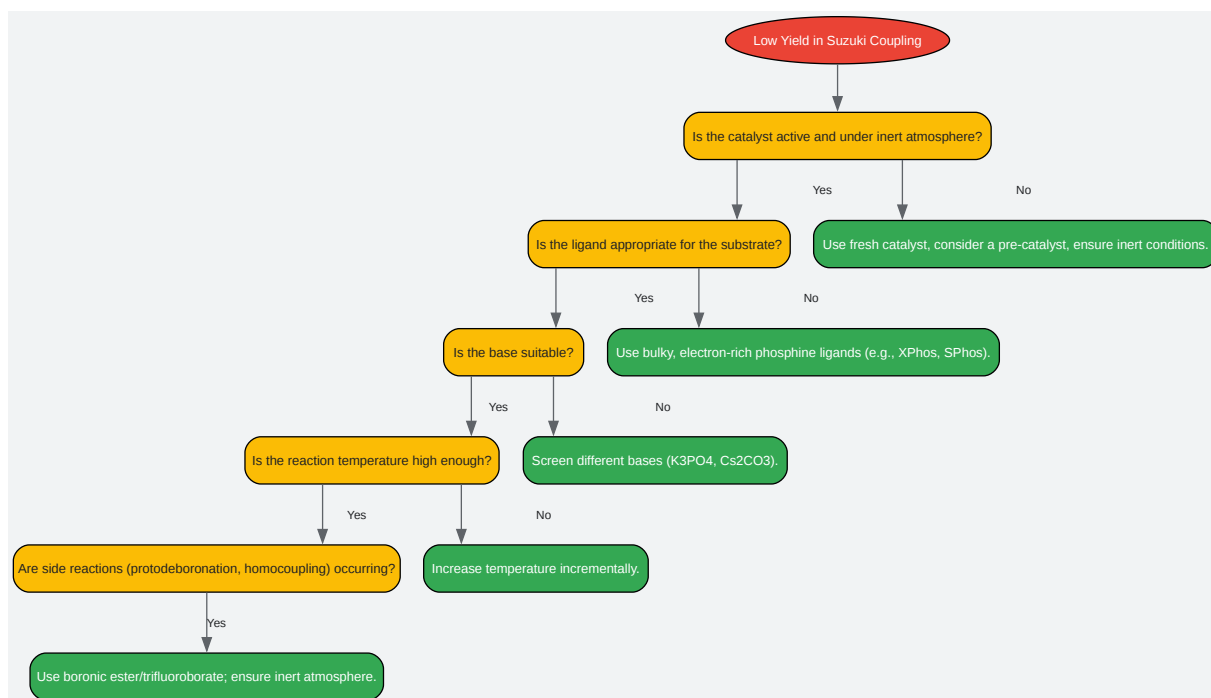 Low Yield in Suzuki Coupling
Is the catalyst active and under inert atmosphere?
Yes
No
Is the ligand appropriate for the substrate?
Use fresh catalyst, consider a pre-catalyst, ensure inert conditions.
Yes
No
Is the base suitable?
Use bulky, electron-rich phosphine ligands (e.g., XPhos, SPhos).
Yes
No
Is the reaction temperature high enough?
Screen different bases (K3PO4, Cs2CO3).
Yes
No
Are side reactions (protodeboronation, homocoupling) occurring?
Increase temperature incrementally.
Yes
Use boronic ester/trifluoroborate; ensure inert atmosphere.